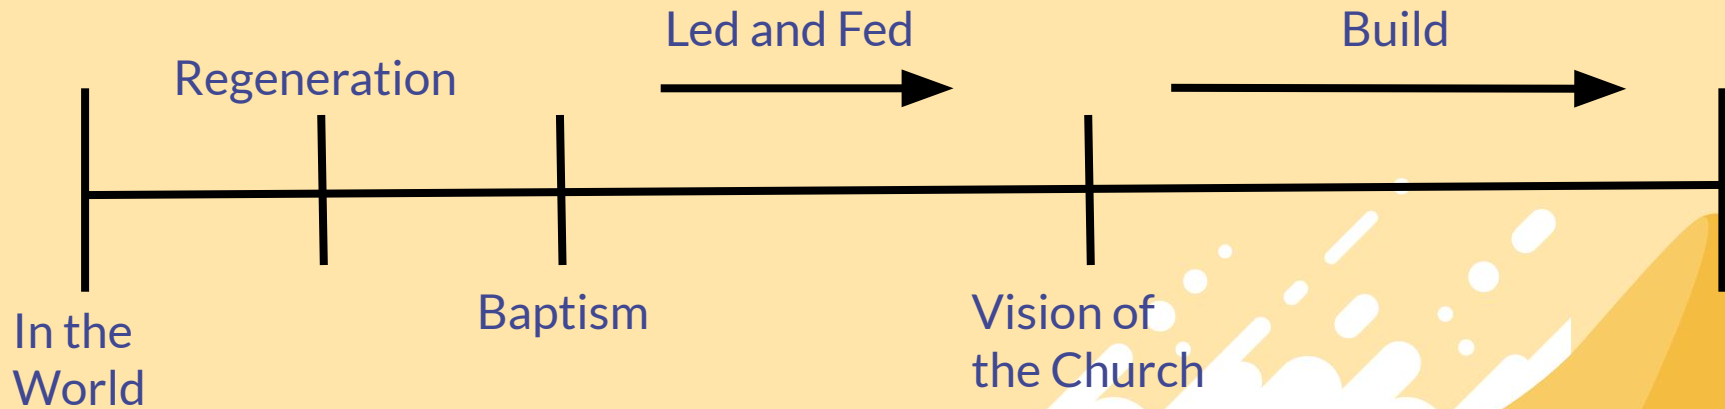 Led and Fed
Build
Regeneration
In the
World
Baptism
Vision of
the Church